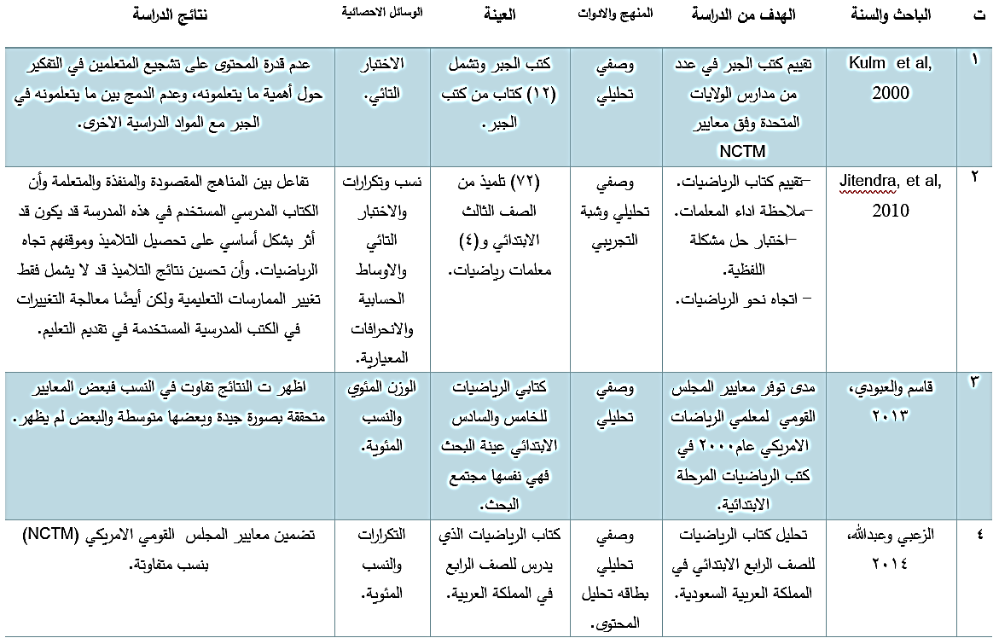 ت
الباحث والسنة
الهدف من الدراسة
المنهج والادوات
العينة
الوسائل الاحصائية
نتائج الدراسة
١
Kulm et al,
2000
تقييم كتب الجبر في عدد
من مدارس الولايات
المتحدة وفق معايير
NCTM
وصفي
تحليلي
كتب الجبر وتشمل
(١٢) كتاب من كتب
الجبر.
الاختبار
التائي.
عدم قدرة المحتوى على تشجيع المتعلمين في التفكير
حول أهمية ما يتعلمونه، وعدم الدمج بين ما يتعلمونه في
الجبر مع المواد الدراسية الاخرى.
٢
Jitendra, et al,
2010
-تقييم كتاب الرياضيات.
-ملاحظة اداء المعلمات.
-اختبار حل مشكلة
اللفظية.
- اتجاه نحو الرياضيات.
وصفي
تحليلي وشبة
التجريبي
(٧٢) تلميذ من
الصف الثالث
الابتدائي و(٤)
معلمات رياضيات.
نسب وتكرارات
والاختبار
التائي
والاوساط
الحسابية
والانحرافات
المعيارية.
تفاعل بين المناهج المقصودة والمنفذة والمتعلمة وأن
الكتاب المدرسي المستخدم في هذه المدرسة قد يكون قد
أثر بشكل أساسي على تحصيل التلاميذ وموقفهم تجاه
الرياضيات. وأن تحسين نتائج التلاميذ قد لا يشمل فقط
تغيير الممارسات التعليمية ولكن أيضًا معالجة التغييرات
في الكتب المدرسية المستخدمة في تقديم التعليم.
٣
قاسم والعبودي،
٢٠١٣
مدى توفر معايير المجلس
القومي لمعلمي الرياضات
الامريكي عام٢٠٠٠ في
كتب الرياضيات المرحلة
الابتدائية.
وصفي
تحليلي
كتابي الرياضيات
للخامس والسادس
الابتدائي عينة البحث
فهي نفسها مجتمع
البحث.
الوزن المئوي
والنسب
المئوية.
اظهر ت النتائج تفاوت في النسب فبعض المعايير
متحققة بصورة جيدة وبعضها متوسطة والبعض لم يظهر.
٤
الزعبي وعبدالله،
٢٠١٤
تحليل كتاب الرياضيات
للصف الرابع الابتدائي في
المملكة العربية السعودية.
وصفي
تحليلي
بطاقه تحليل
المحتوى.
كتاب الرياضيات الذي
يدرس للصف الرابع
في المملكة العربية.
التكرارات
والنسب
المئوية.
تضمين معايير المجلس القومي الامريكي (NCTM)
بنسب متفاوتة.